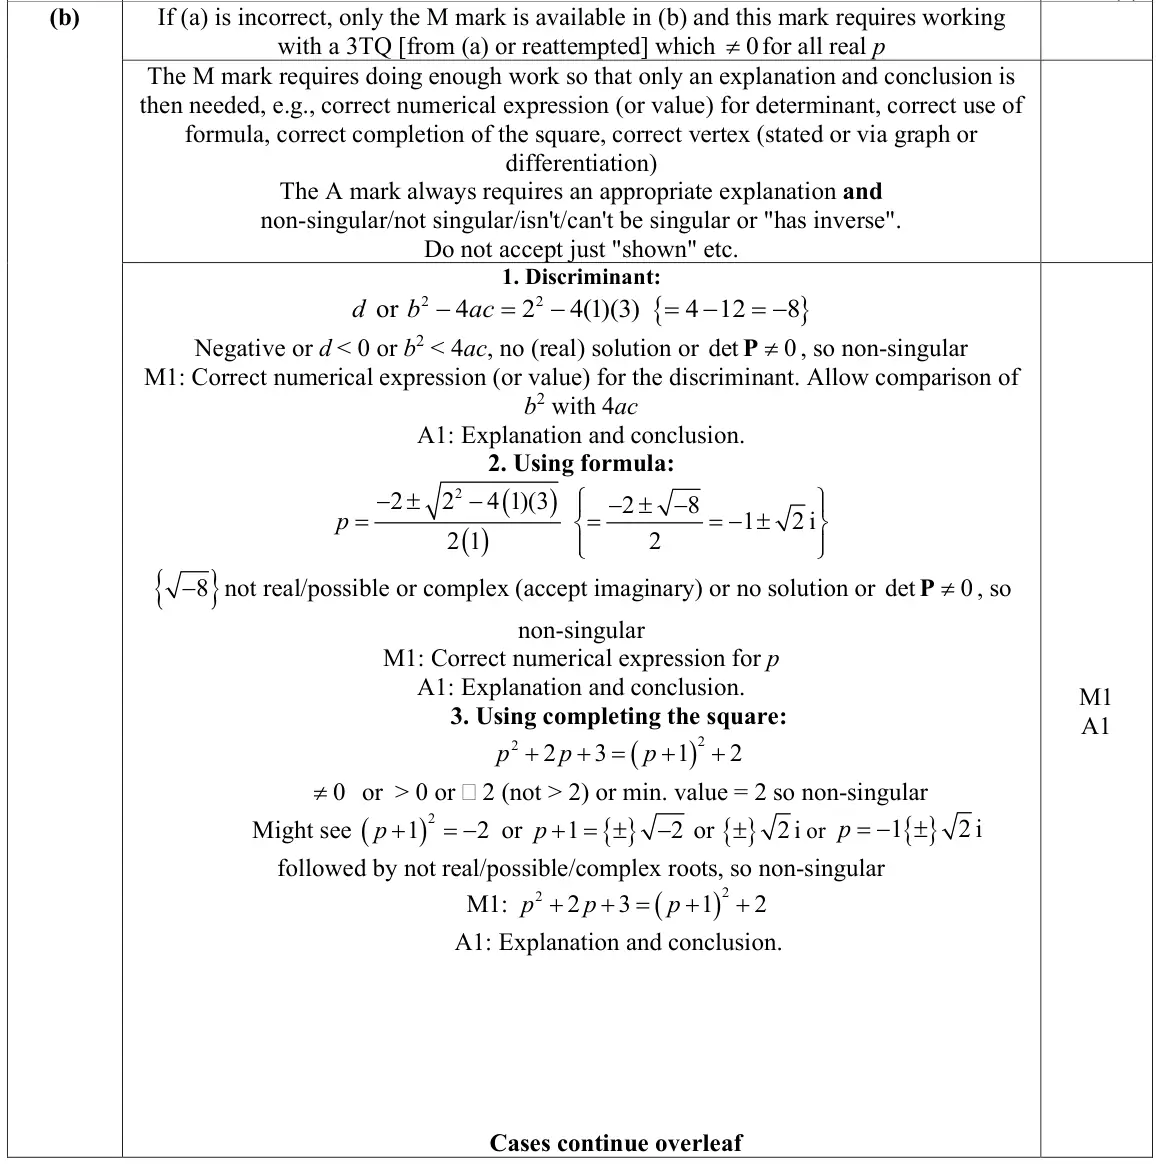 (b)
If (a) is incorrect, only the M mark is available in (b) and this mark requires working
with a 3TQ [from (a) or reattempted] which ≠ 0 for all real p
The M mark requires doing enough work so that only an explanation and conclusion is
then needed, e.g., correct numerical expression (or value) for determinant, correct use of
formula, correct completion of the square, correct vertex (stated or via graph or
differentiation)
The A mark always requires an appropriate explanation and
non-singular/not singular/isn't/can't be singular or "has inverse".
Do not accept just "shown" etc.
1. Discriminant:
d or b² − 4ac = 2² − 4(1)(3) {= 4 − 12 = −8}
Negative or d < 0 or b² < 4ac, no (real) solution or det P ≠ 0, so non-singular
M1: Correct numerical expression (or value) for the discriminant. Allow comparison of
b² with 4ac
A1: Explanation and conclusion.
2. Using formula:
p = (−2 ± √(2² − 4(1)(3))) / 2(1) {= (−2 ± √−8) / 2 = −1 ± √2 i}
{√−8} not real/possible or complex (accept imaginary) or no solution or det P ≠ 0, so
non-singular
M1: Correct numerical expression for p
A1: Explanation and conclusion.
3. Using completing the square:
p² + 2p + 3 = (p + 1)² + 2
≠ 0 or > 0 or □ 2 (not > 2) or min. value = 2 so non-singular
Might see (p + 1)² = −2 or p + 1 = {±} √−2 or {±} √2 i or p = −1{±} √2 i
followed by not real/possible/complex roots, so non-singular
M1: p² + 2p + 3 = (p + 1)² + 2
A1: Explanation and conclusion.
M1
A1
Cases continue overleaf